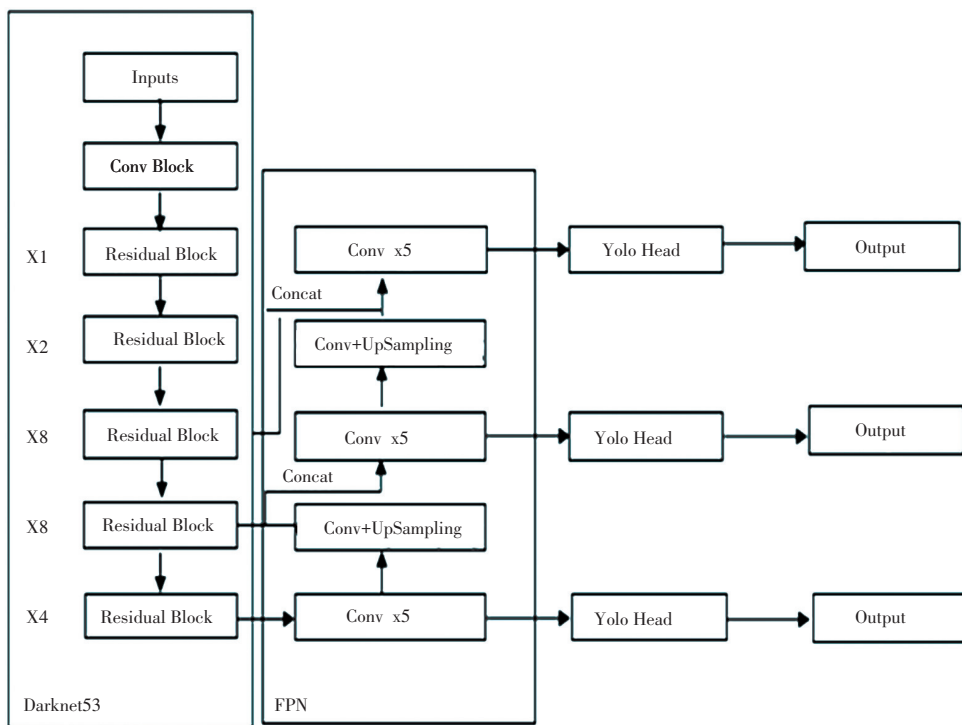 Inputs
Conv Block
X1
Residual Block
X2
Residual Block
X8
Residual Block
X8
Residual Block
X4
Residual Block
Darknet53
Conv x5
Concat
Conv+UpSampling
Conv x5
Concat
Conv+UpSampling
Conv x5
FPN
Yolo Head
Output
Yolo Head
Output
Yolo Head
Output